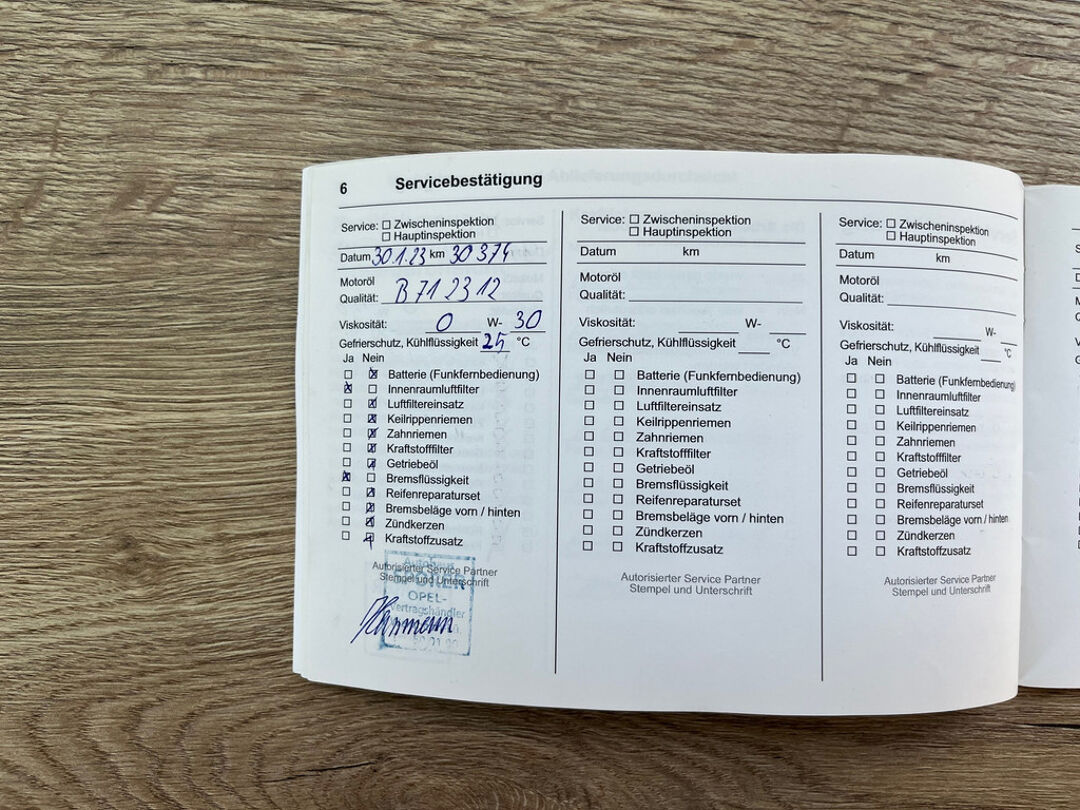 6 Servicebestätigung
Service: ☐ Zwischeninspektion
☐ Hauptinspektion
Datum 30.1.23 km 30 374
Motoröl
Qualität: B 71 23 12
Viskosität: 0 W- 30
Gefrierschutz, Kühlflüssigkeit 25 °C
Ja Nein
☐ ☒ Batterie (Funkfernbedienung)
☒ ☐ Innenraumluftfilter
☐ ☒ Luftfiltereinsatz
☐ ☒ Keilrippenriemen
☐ ☒ Zahnriemen
☐ ☒ Kraftstofffilter
☐ ☒ Getriebeöl
☒ ☐ Bremsflüssigkeit
☐ ☒ Reifenreparaturset
☐ ☒ Bremsbeläge vorn / hinten
☐ ☒ Zündkerzen
☐ ☒ Kraftstoffzusatz
Autorisierter Service Partner
Stempel und Unterschrift
OPEL-
Vertragshändler
Service: ☐ Zwischeninspektion
☐ Hauptinspektion
Datum km
Motoröl
Qualität:
Viskosität: W-
Gefrierschutz, Kühlflüssigkeit °C
Ja Nein
☐ ☐ Batterie (Funkfernbedienung)
☐ ☐ Innenraumluftfilter
☐ ☐ Luftfiltereinsatz
☐ ☐ Keilrippenriemen
☐ ☐ Zahnriemen
☐ ☐ Kraftstofffilter
☐ ☐ Getriebeöl
☐ ☐ Bremsflüssigkeit
☐ ☐ Reifenreparaturset
☐ ☐ Bremsbeläge vorn / hinten
☐ ☐ Zündkerzen
☐ ☐ Kraftstoffzusatz
Autorisierter Service Partner
Stempel und Unterschrift
Service: ☐ Zwischeninspektion
☐ Hauptinspektion
Datum km
Motoröl
Qualität:
Viskosität: W-
Gefrierschutz, Kühlflüssigkeit °C
Ja Nein
☐ ☐ Batterie (Funkfernbedienung)
☐ ☐ Innenraumluftfilter
☐ ☐ Luftfiltereinsatz
☐ ☐ Keilrippenriemen
☐ ☐ Zahnriemen
☐ ☐ Kraftstofffilter
☐ ☐ Getriebeöl
☐ ☐ Bremsflüssigkeit
☐ ☐ Reifenreparaturset
☐ ☐ Bremsbeläge vorn / hinten
☐ ☐ Zündkerzen
☐ ☐ Kraftstoffzusatz
Autorisierter Service Partner
Stempel und Unterschrift